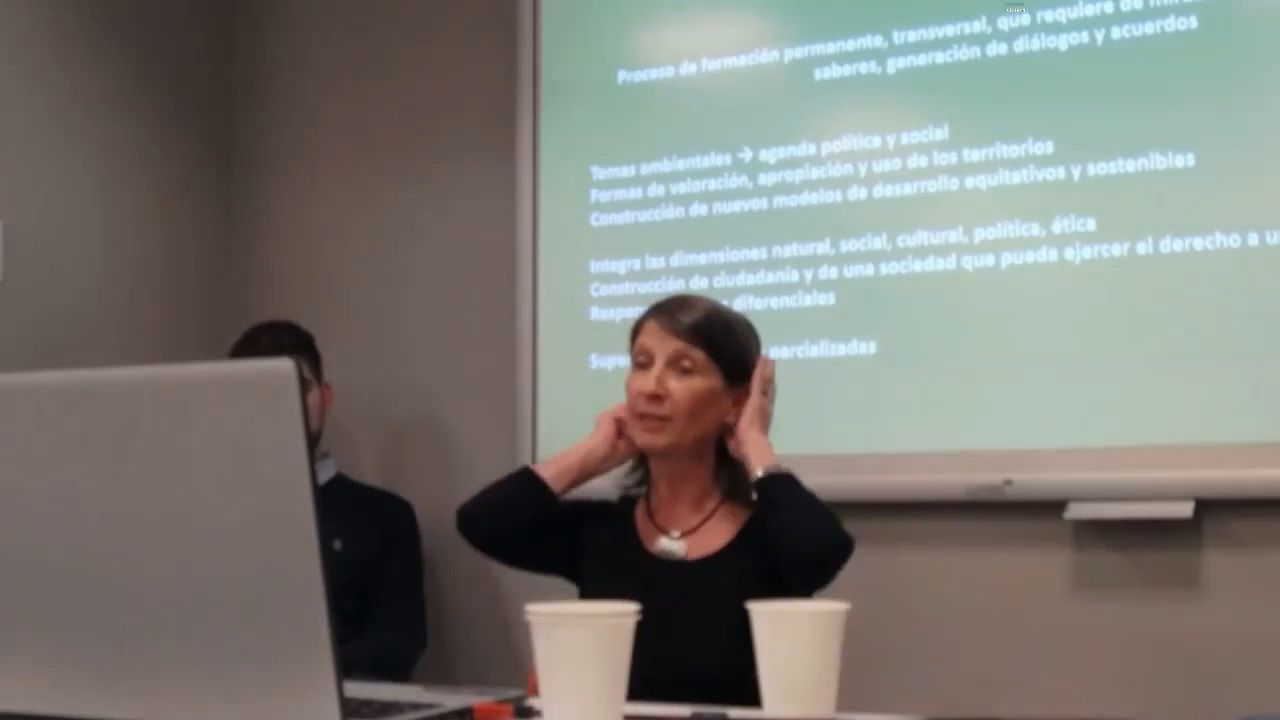 Proceso de formación permanente, transversal, que requiere de
saberes, generación de diálogos y acuerdos
Temas ambientales → agenda política y social
Formas de valoración, apropiación y uso de los territorios
Construcción de nuevos modelos de desarrollo equitativos y sostenibles
Integra las dimensiones natural, social, cultural, política, ética
Construcción de ciudadanía y de una sociedad que pueda ejercer el derecho a
diferenciales
parcializadas